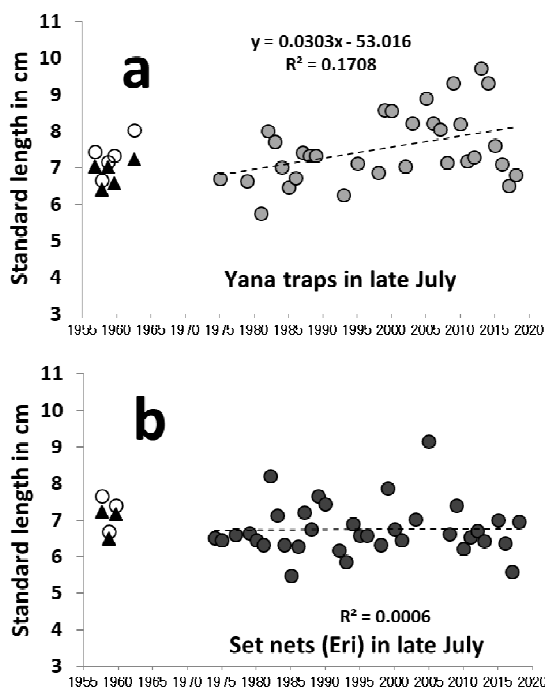 11
10
9
8
7
6
5
4
3
Standard length in cm
a
y = 0.0303x - 53.016
R² = 0.1708
Yana traps in late July
1955 1960 1965 1970 1975 1980 1985 1990 1995 2000 2005 2010 2015 2020
11
10
9
8
7
6
5
4
3
Standard length in cm
b
R² = 0.0006
Set nets (Eri) in late July
1955 1960 1965 1970 1975 1980 1985 1990 1995 2000 2005 2010 2015 2020